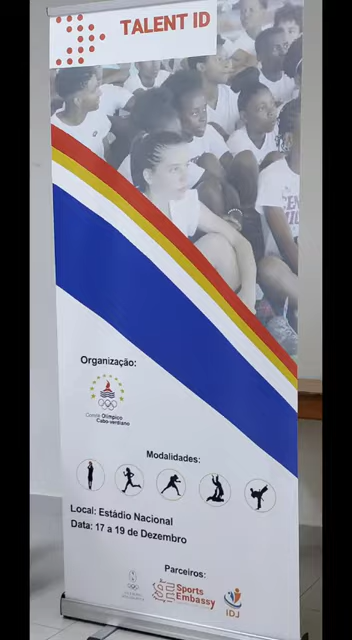 TALENT ID
Organização:
Comité Olímpico
Cabo-verdiano
Modalidades:
Local: Estádio Nacional
Data: 17 a 19 de Dezembro
Parceiros:
Sports
Embassy
IDJ